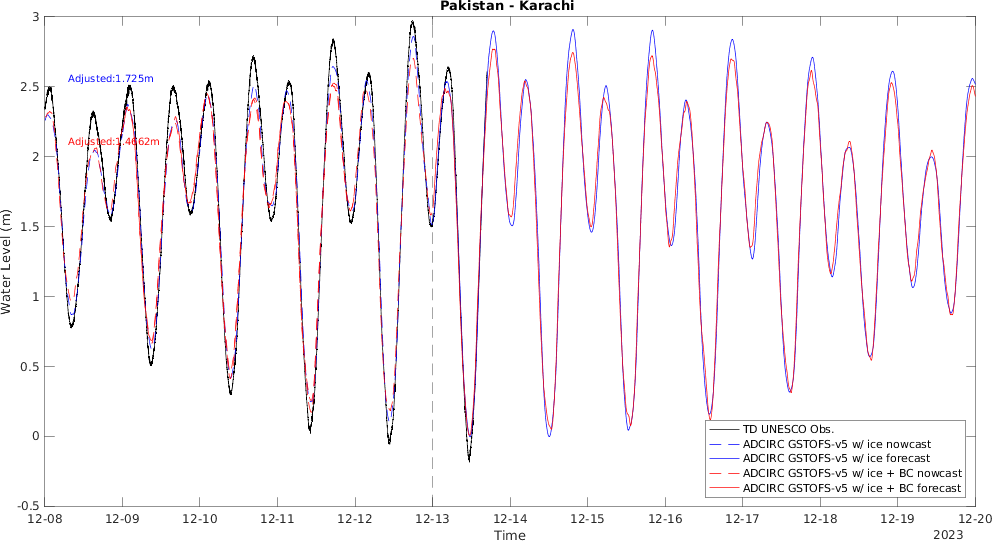 Pakistan - Karachi
Adjusted:1.725m
Adjusted:1.4662m
Water Level (m)
3
2.5
2
1.5
1
0.5
0
-0.5
TD UNESCO Obs.
ADCIRC GSTOFS-v5 w/ ice nowcast
ADCIRC GSTOFS-v5 w/ ice forecast
ADCIRC GSTOFS-v5 w/ ice + BC nowcast
ADCIRC GSTOFS-v5 w/ ice + BC forecast
12-08 12-09 12-10 12-11 12-12 12-13 12-14 12-15 12-16 12-17 12-18 12-19 12-20
Time
2023